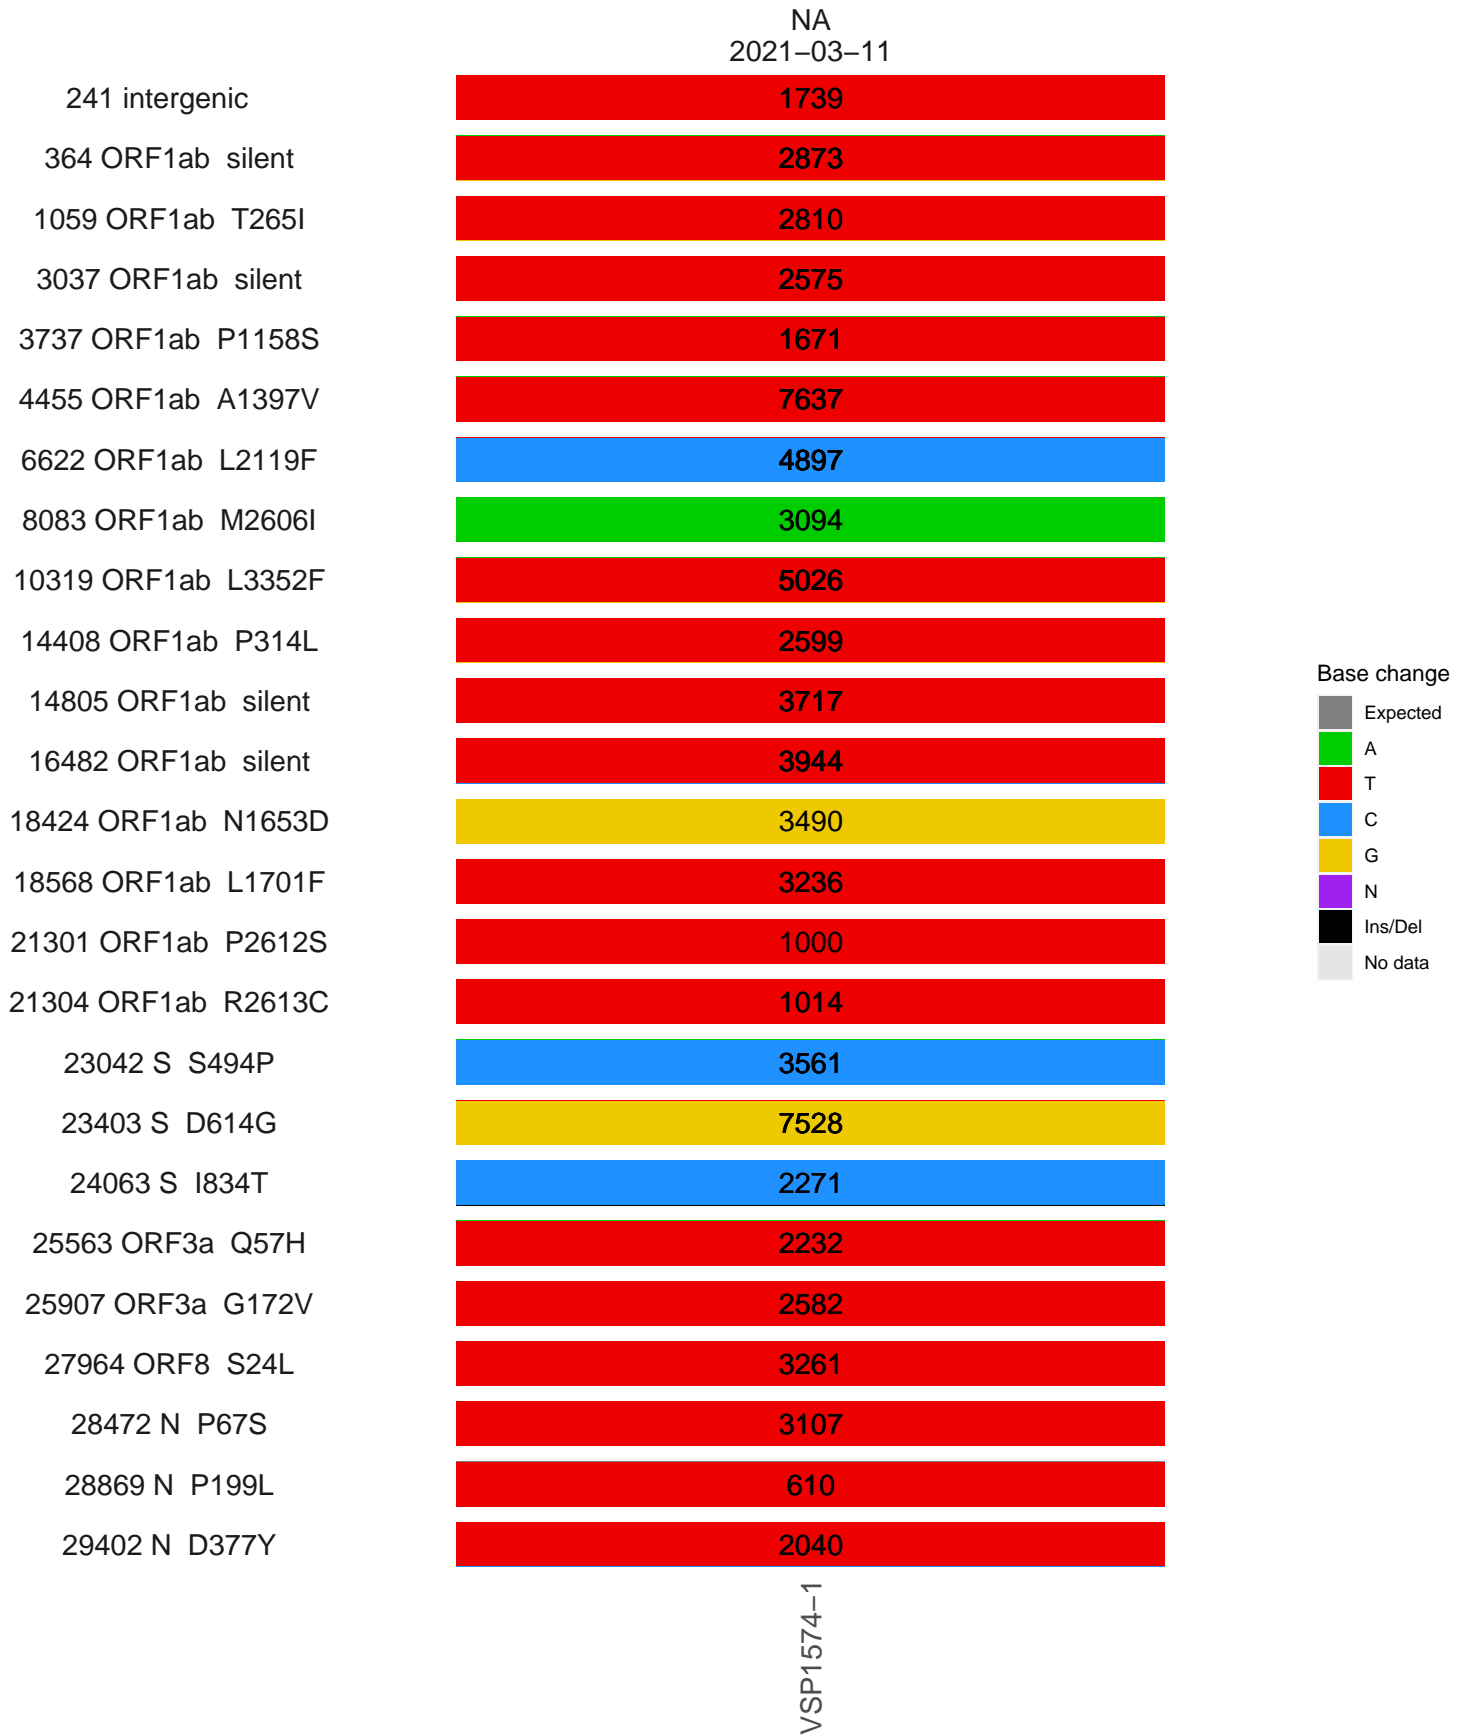 NA
2021−03−11
241 intergenic 1739
364 ORF1ab silent 2873
1059 ORF1ab T265I 2810
3037 ORF1ab silent 2575
3737 ORF1ab P1158S 1671
4455 ORF1ab A1397V 7637
6622 ORF1ab L2119F 4897
8083 ORF1ab M2606I 3094
10319 ORF1ab L3352F 5026
14408 ORF1ab P314L 2599
14805 ORF1ab silent 3717
16482 ORF1ab silent 3944
18424 ORF1ab N1653D 3490
18568 ORF1ab L1701F 3236
21301 ORF1ab P2612S 1000
21304 ORF1ab R2613C 1014
23042 S S494P 3561
23403 S D614G 7528
24063 S I834T 2271
25563 ORF3a Q57H 2232
25907 ORF3a G172V 2582
27964 ORF8 S24L 3261
28472 N P67S 3107
28869 N P199L 610
29402 N D377Y 2040
VSP1574−1
Base change
Expected
A
T
C
G
N
Ins/Del
No data